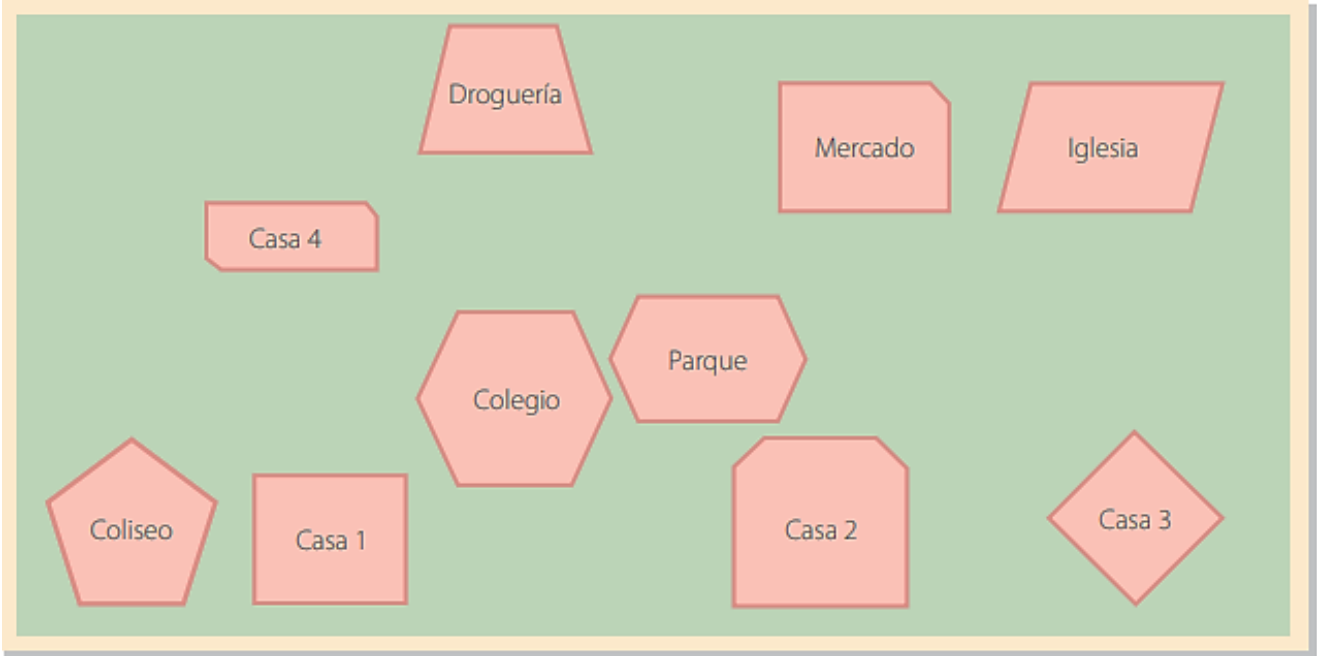 Droguería
Mercado
Iglesia
Casa 4
Parque
Colegio
Coliseo
Casa 1
Casa 2
Casa 3